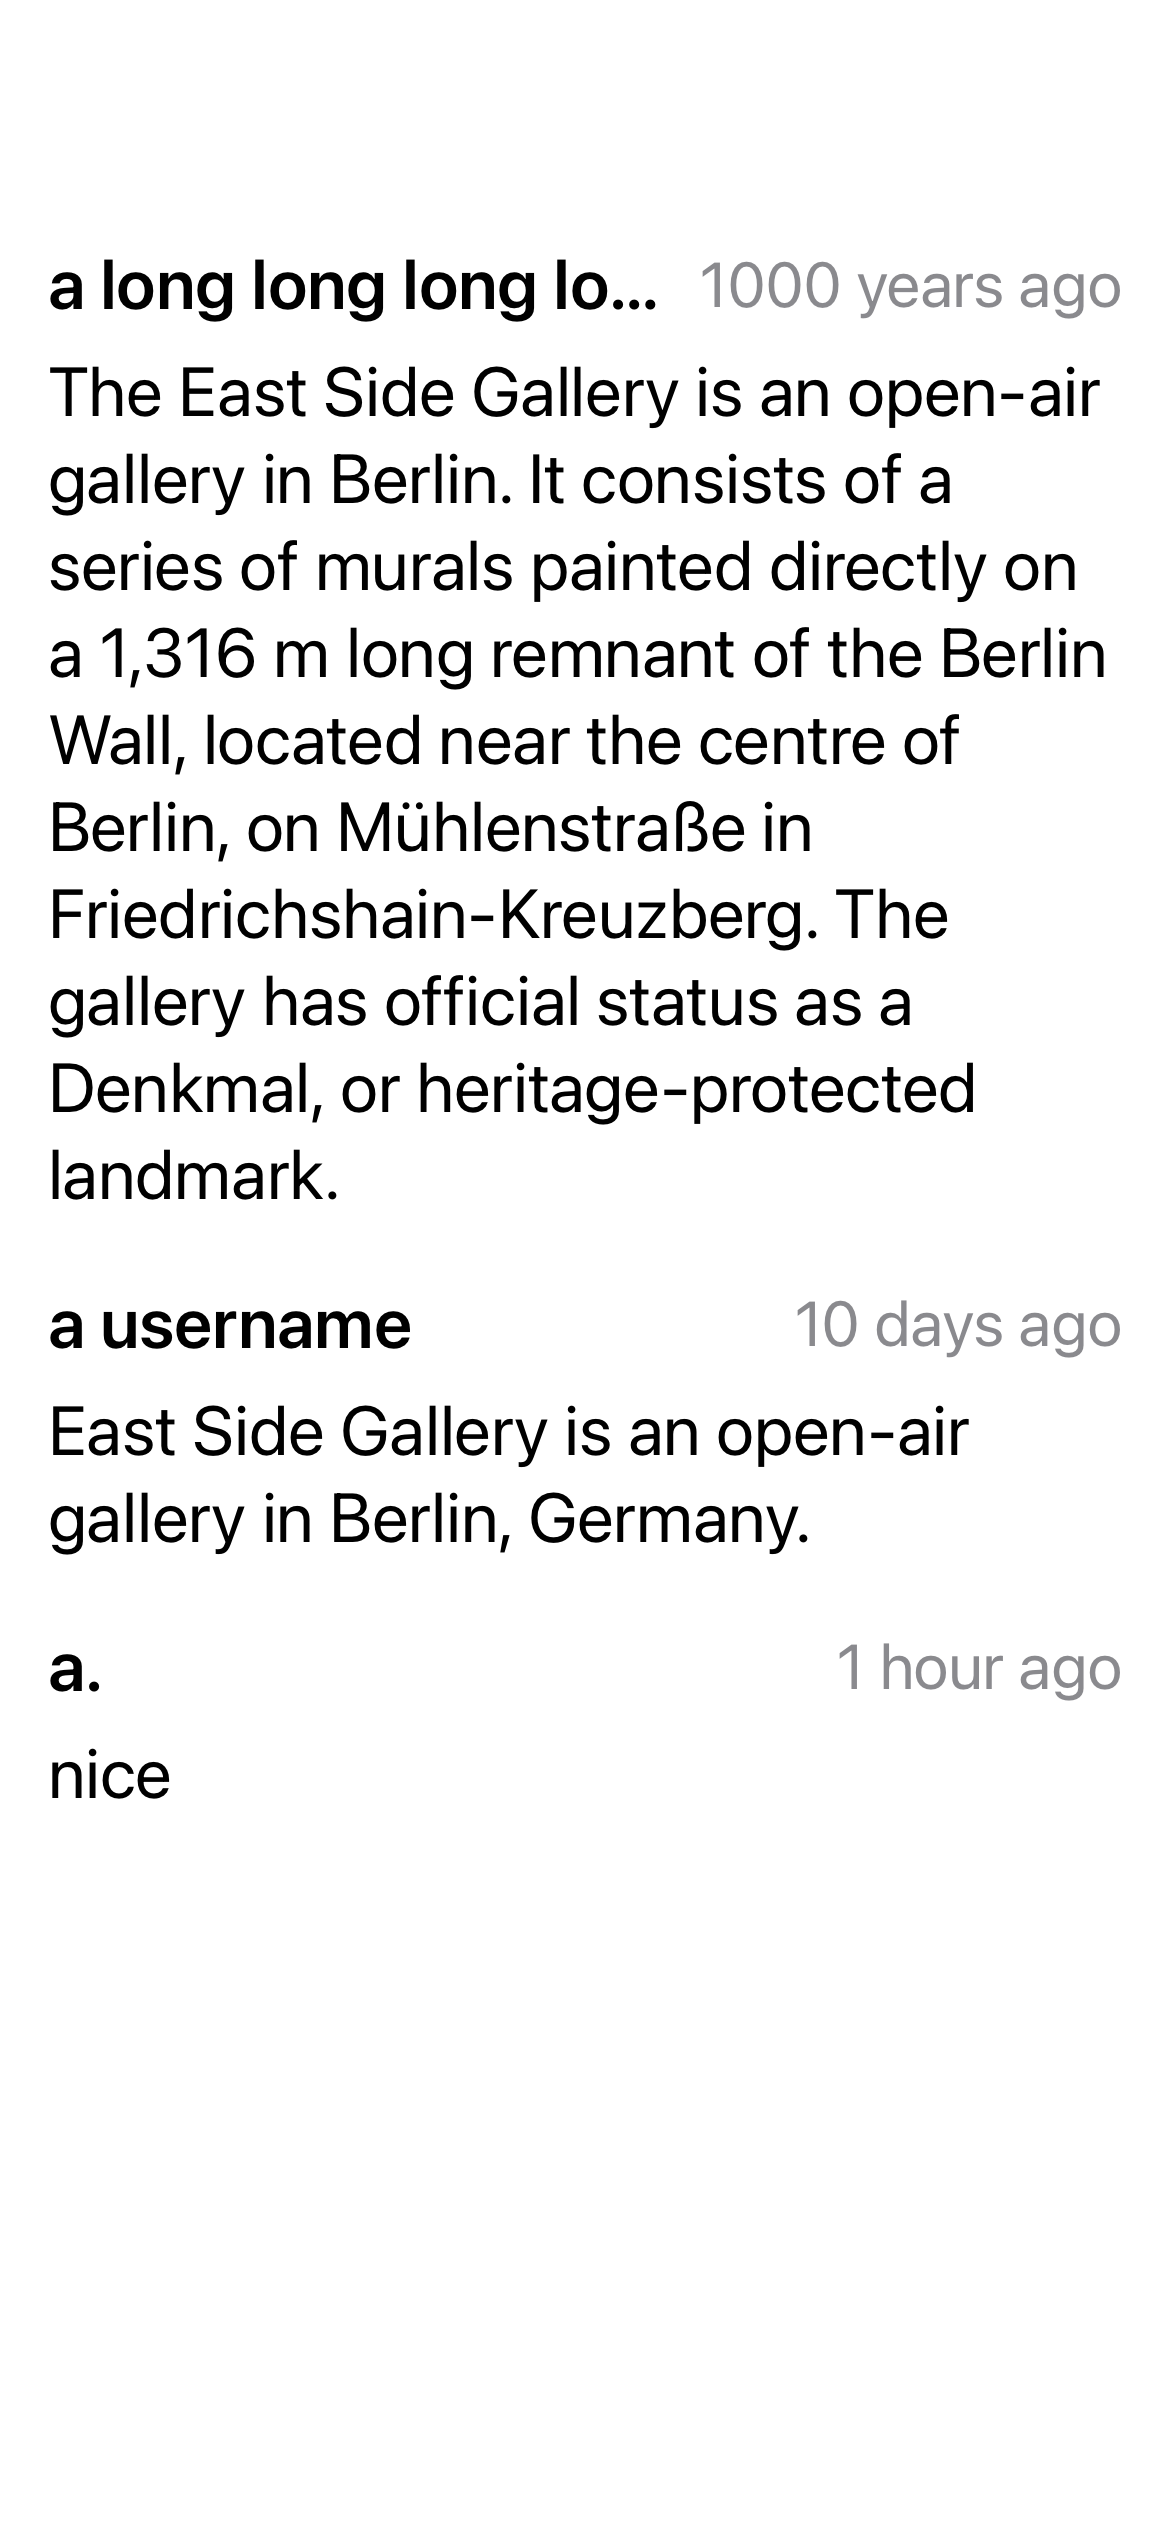 a long long long lo... 1000 years ago
The East Side Gallery is an open-air
gallery in Berlin. It consists of a
series of murals painted directly on
a 1,316 m long remnant of the Berlin
Wall, located near the centre of
Berlin, on Mühlenstraße in
Friedrichshain-Kreuzberg. The
gallery has official status as a
Denkmal, or heritage-protected
landmark.
a username 10 days ago
East Side Gallery is an open-air
gallery in Berlin, Germany.
a. 1 hour ago
nice